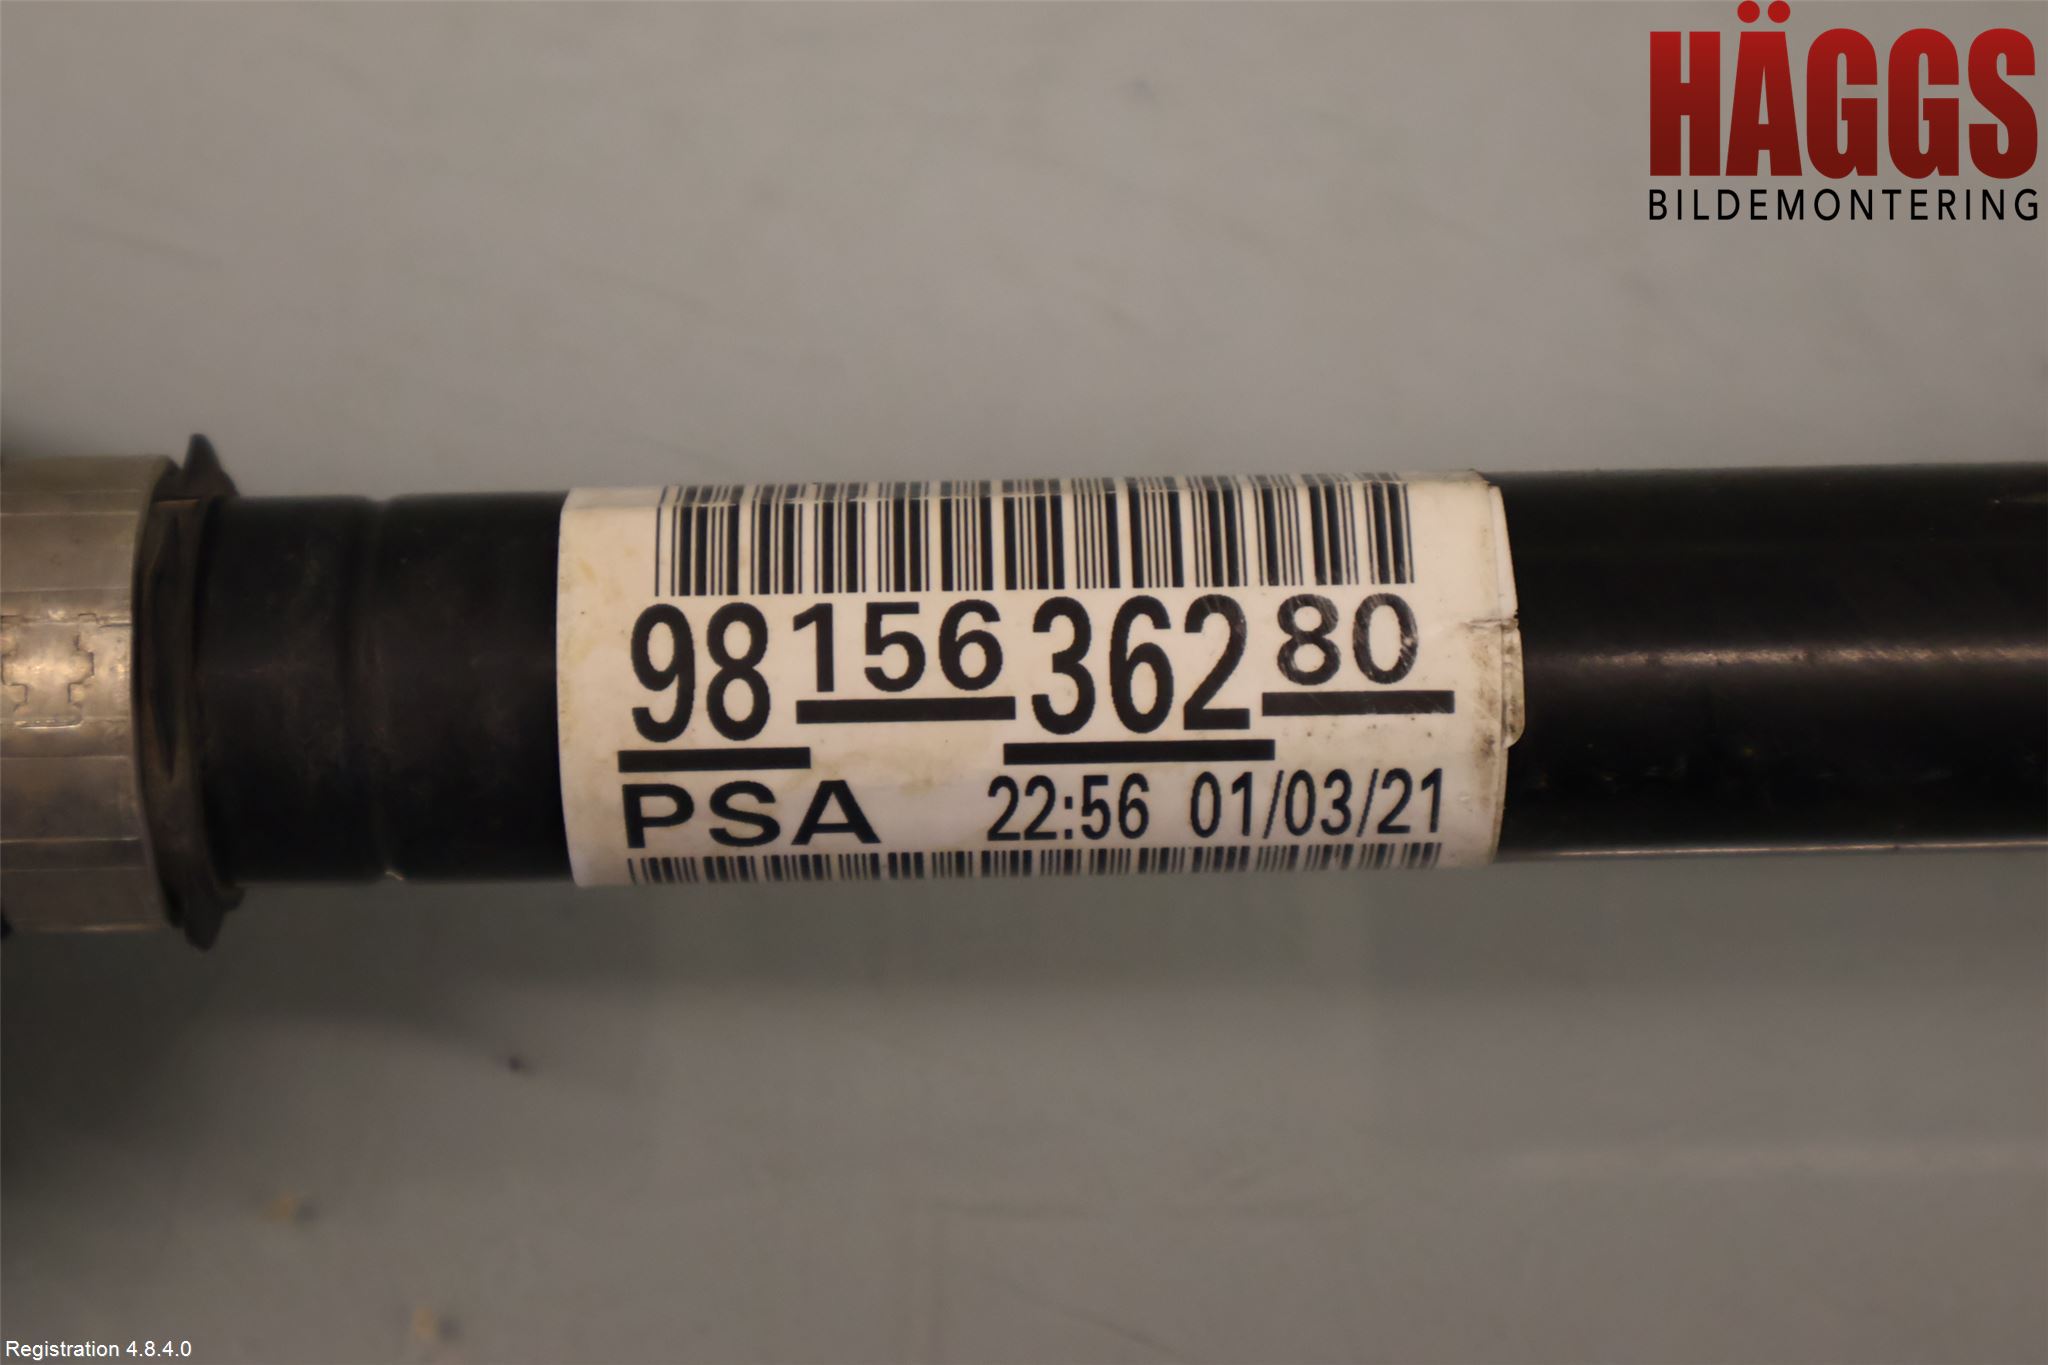 HÄGGS
BILDEMONTERING
98 156 362 80
PSA 22:56 01/03/21
Registration 4.8.4.0